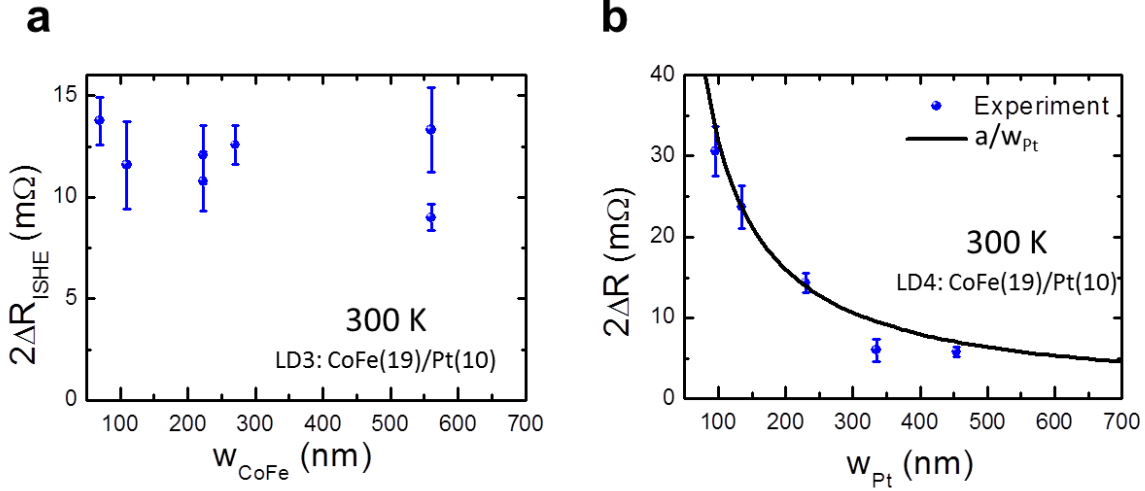 a
15
10
5
0
2ΔR_ISHE (mΩ)
300 K
LD3: CoFe(19)/Pt(10)
100 200 300 400 500 600 700
w_CoFe (nm)
b
40
30
20
10
0
2ΔR (mΩ)
Experiment
a/w_Pt
300 K
LD4: CoFe(19)/Pt(10)
100 200 300 400 500 600 700
w_Pt (nm)